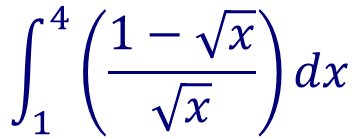 ∫₁⁴ ((1 − √x)/√x) dx